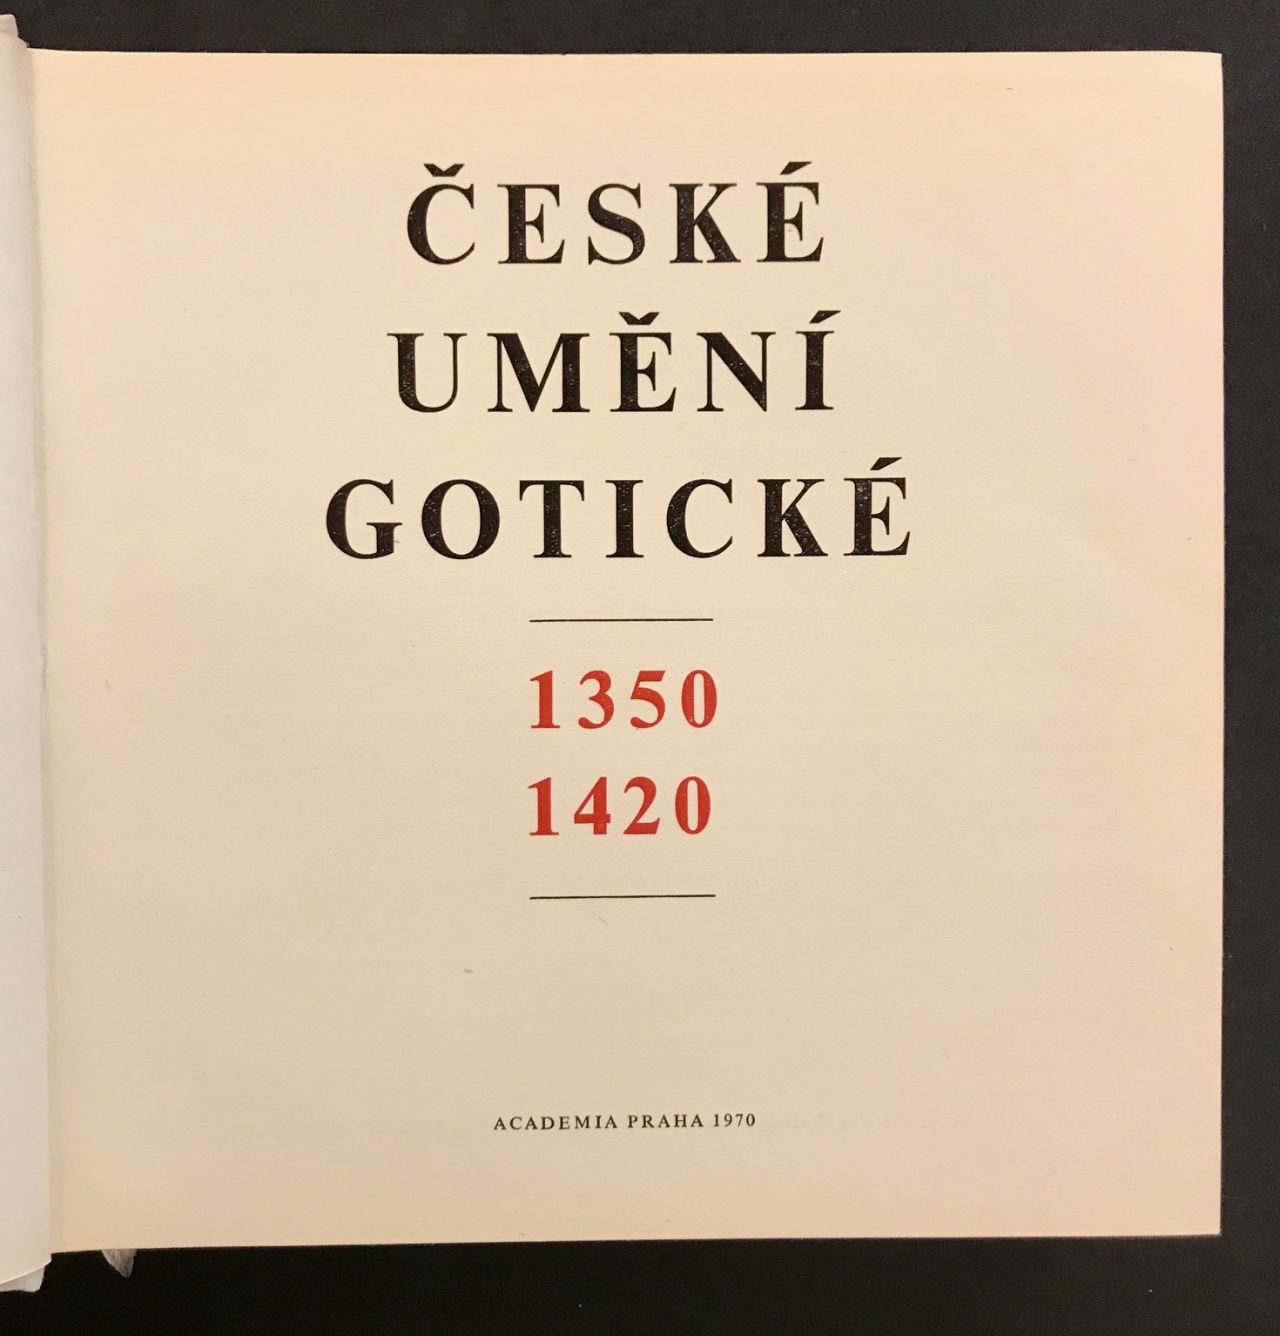 ČESKÉ
UMĚNÍ
GOTICKÉ
1350
1420
ACADEMIA PRAHA 1970